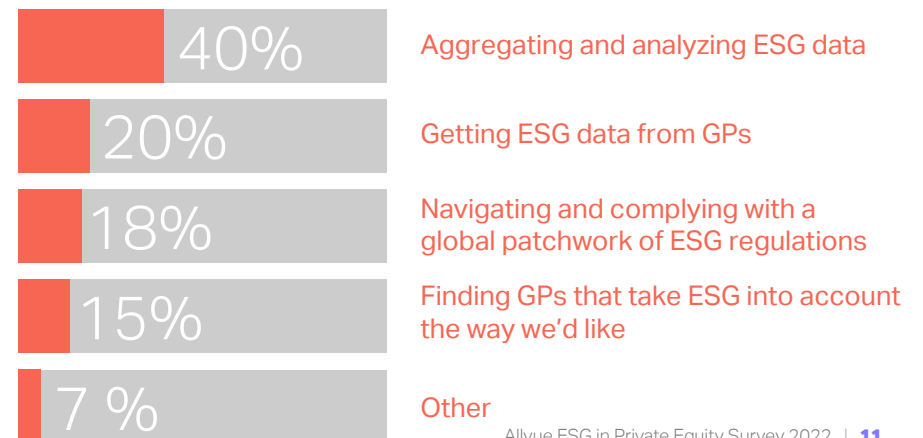 40%
Aggregating and analyzing ESG data
20%
Getting ESG data from GPs
18%
Navigating and complying with a
global patchwork of ESG regulations
15%
Finding GPs that take ESG into account
the way we’d like
7 %
Other
Allvue ESG in Private Equity Survey 2022 | 11